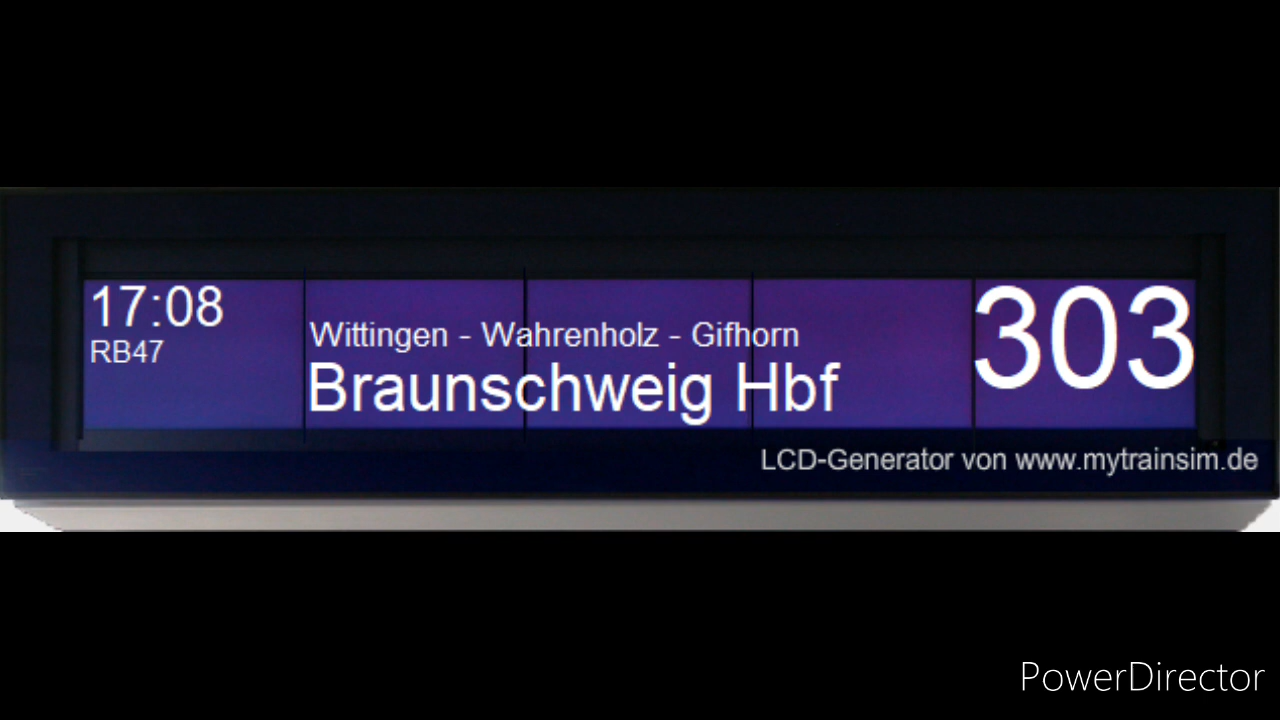 17:08
RB47
Wittingen - Wahrenholz - Gifhorn
Braunschweig Hbf
303
LCD-Generator von www.mytrainsim.de
PowerDirector